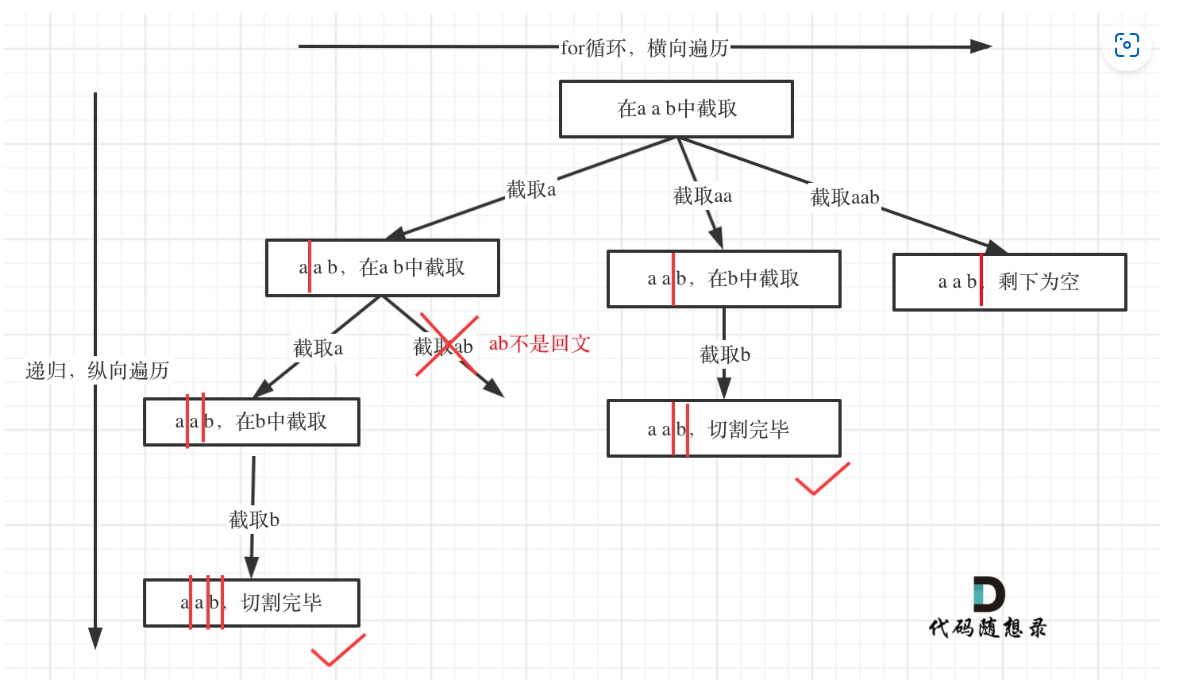 for循环，横向遍历
在a a b中截取
截取a
截取aa
截取aab
a a b，在a b中截取
a a b，在b中截取
a a b，剩下为空
截取a
截取ab
ab不是回文
截取b
递归，纵向遍历
a a b，在b中截取
a a b，切割完毕
截取b
a a b，切割完毕
代码随想录